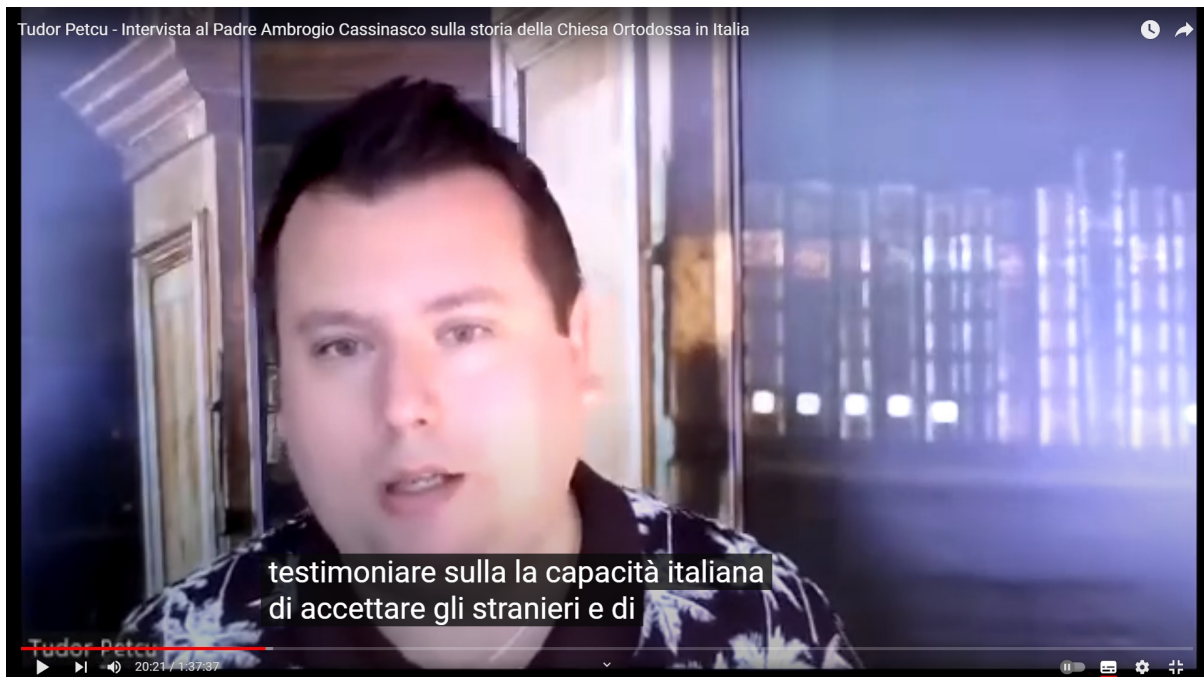 Tudor Petcu - Intervista al Padre Ambrogio Cassinasco sulla storia della Chiesa Ortodossa in Italia
testimoniare sulla la capacità italiana
di accettare gli stranieri e di
Tudor Petcu
20:21 / 1:37:37